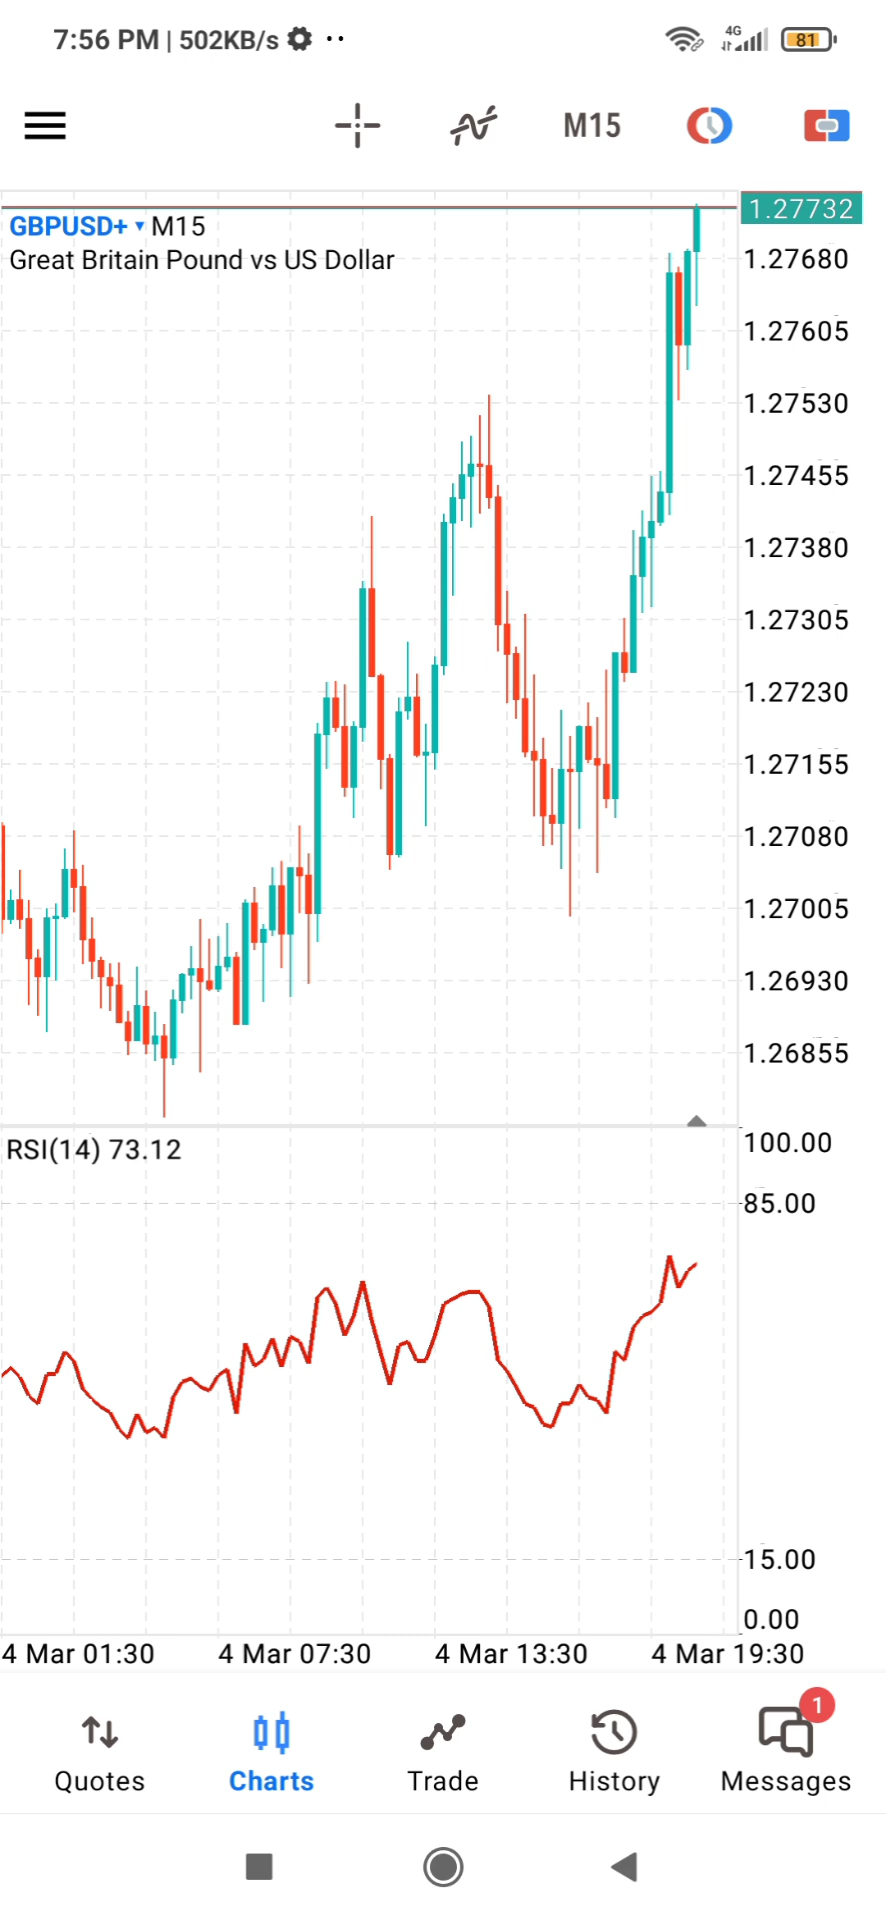 7:56 PM | 502KB/s
4G
81
M15
1.27732
GBPUSD+ ▾ M15
Great Britain Pound vs US Dollar
1.27680
1.27605
1.27530
1.27455
1.27380
1.27305
1.27230
1.27155
1.27080
1.27005
1.26930
1.26855
RSI(14) 73.12
100.00
85.00
15.00
0.00
4 Mar 01:30
4 Mar 07:30
4 Mar 13:30
4 Mar 19:30
1
Quotes
Charts
Trade
History
Messages